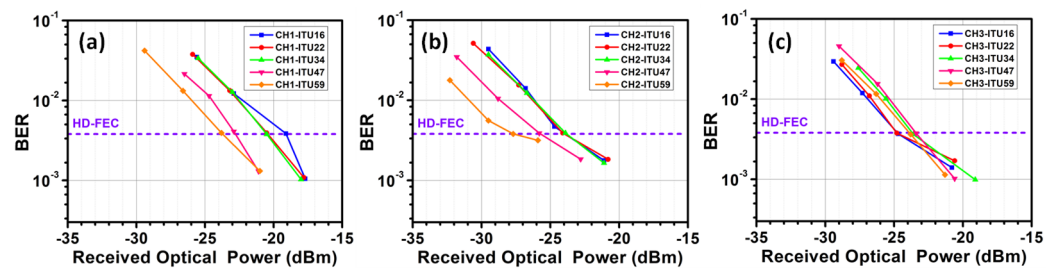 (a)
CH1-ITU16
CH1-ITU22
CH1-ITU34
CH1-ITU47
CH1-ITU59
HD-FEC
BER
10⁻¹
10⁻²
10⁻³
-35 -30 -25 -20 -15
Received Optical Power (dBm)
(b)
CH2-ITU16
CH2-ITU22
CH2-ITU34
CH2-ITU47
CH2-ITU59
HD-FEC
BER
10⁻¹
10⁻²
10⁻³
-35 -30 -25 -20 -15
Received Optical Power (dBm)
(c)
CH3-ITU16
CH3-ITU22
CH3-ITU34
CH3-ITU47
CH3-ITU59
HD-FEC
BER
10⁻¹
10⁻²
10⁻³
-35 -30 -25 -20 -15
Received Optical Power (dBm)